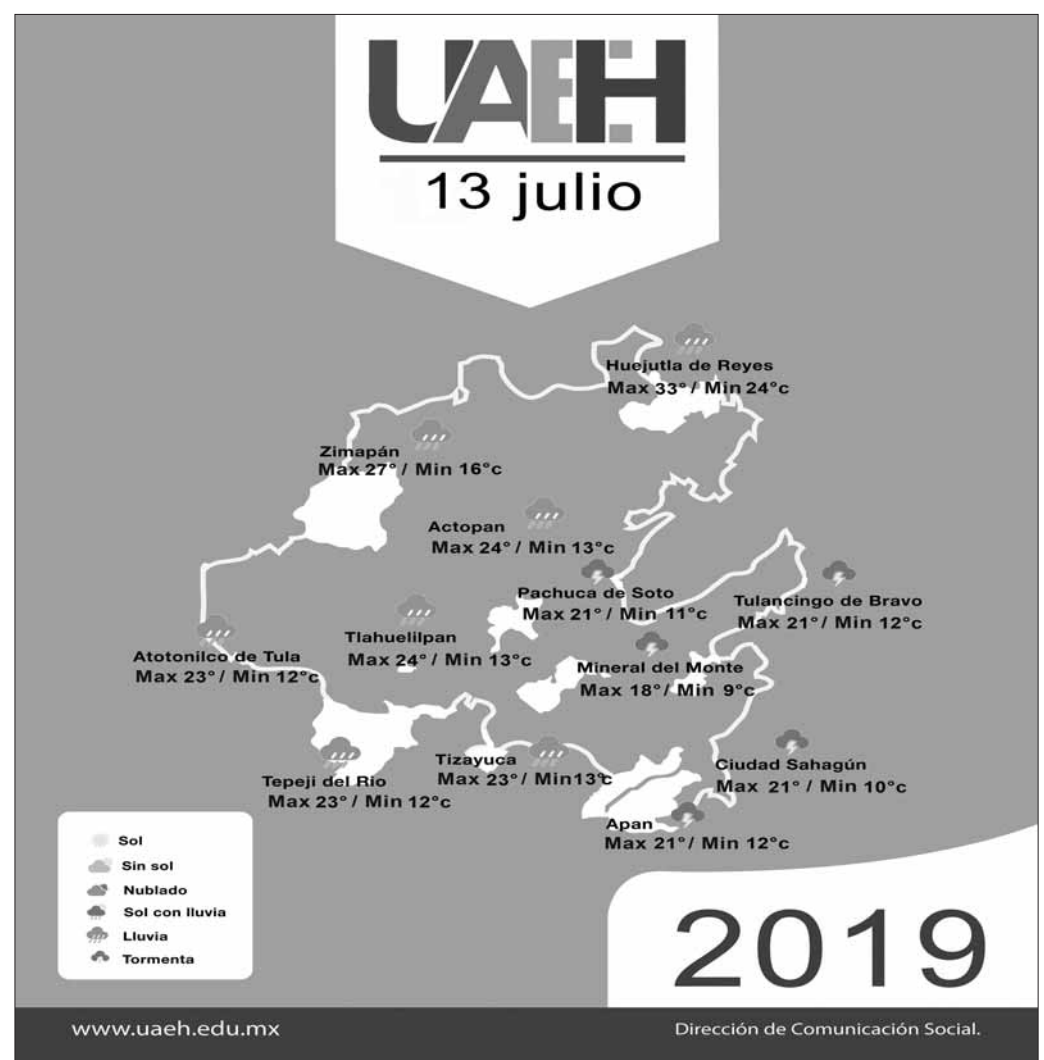 UAEH
13 julio
Huejutla de Reyes
Max 33° / Min 24°c
Zimapán
Max 27° / Min 16°c
Actopan
Max 24° / Min 13°c
Pachuca de Soto
Max 21° / Min 11°c
Tulancingo de Bravo
Max 21° / Min 12°c
Tlahuelilpan
Max 24° / Min 13°c
Atotonilco de Tula
Max 23° / Min 12°c
Mineral del Monte
Max 18° / Min 9°c
Tizayuca
Max 23° / Min13°c
Ciudad Sahagún
Max 21° / Min 10°c
Tepeji del Rio
Max 23° / Min 12°c
Apan
Max 21° / Min 12°c
Sol
Sin sol
Nublado
Sol con lluvia
Lluvia
Tormenta
2019
www.uaeh.edu.mx
Dirección de Comunicación Social.